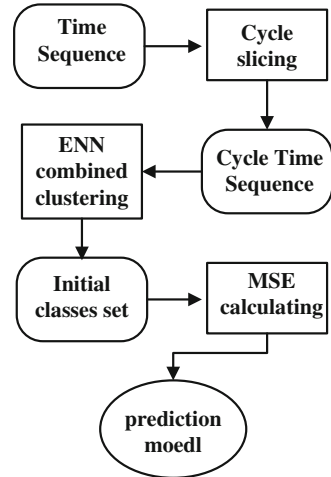 Time
Sequence
Cycle
slicing
ENN
combined
clustering
Cycle Time
Sequence
Initial
classes set
MSE
calculating
prediction
moedl